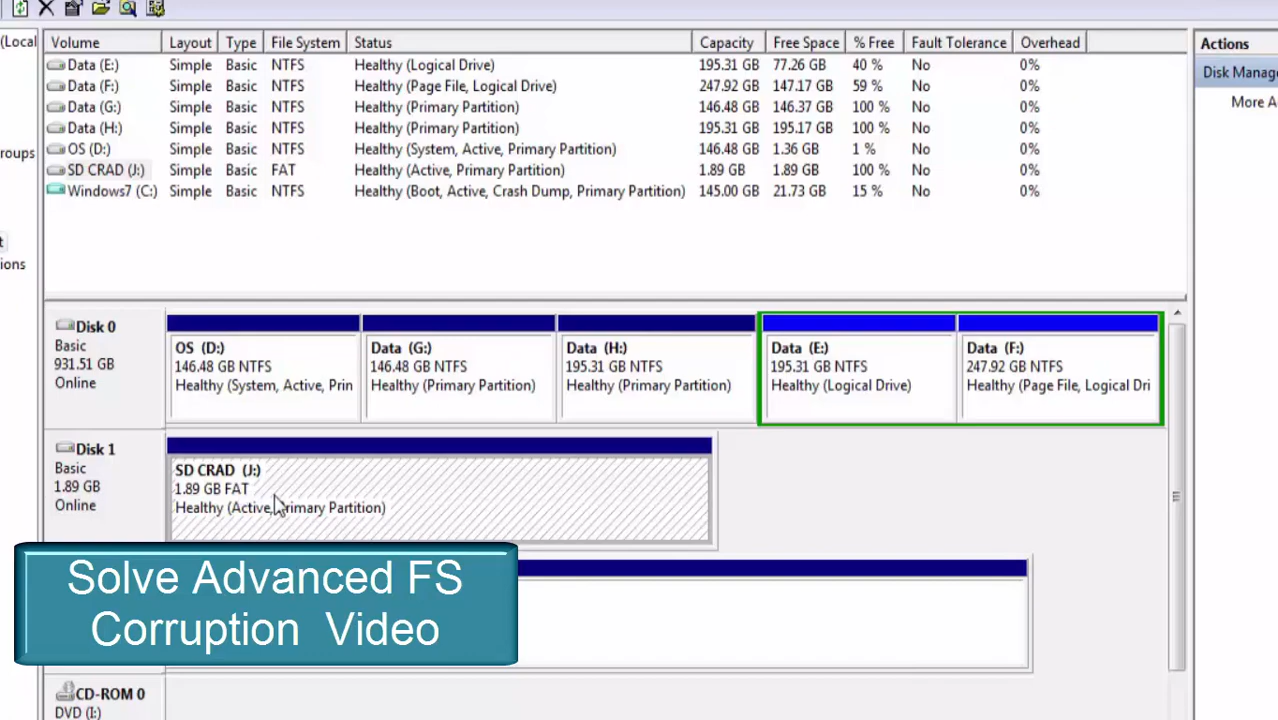 (Local
roups
t
ions
Volume Layout Type File System Status Capacity Free Space % Free Fault Tolerance Overhead
Data (E:) Simple Basic NTFS Healthy (Logical Drive) 195.31 GB 77.26 GB 40 % No 0%
Data (F:) Simple Basic NTFS Healthy (Page File, Logical Drive) 247.92 GB 147.17 GB 59 % No 0%
Data (G:) Simple Basic NTFS Healthy (Primary Partition) 146.48 GB 146.37 GB 100 % No 0%
Data (H:) Simple Basic NTFS Healthy (Primary Partition) 195.31 GB 195.17 GB 100 % No 0%
OS (D:) Simple Basic NTFS Healthy (System, Active, Primary Partition) 146.48 GB 1.36 GB 1 % No 0%
SD CRAD (J:) Simple Basic FAT Healthy (Active, Primary Partition) 1.89 GB 1.89 GB 100 % No 0%
Windows7 (C:) Simple Basic NTFS Healthy (Boot, Active, Crash Dump, Primary Partition) 145.00 GB 21.73 GB 15 % No 0%
Actions
Disk Manag
More A
Disk 0
Basic
931.51 GB
Online
OS (D:)
146.48 GB NTFS
Healthy (System, Active, Prin
Data (G:)
146.48 GB NTFS
Healthy (Primary Partition)
Data (H:)
195.31 GB NTFS
Healthy (Primary Partition)
Data (E:)
195.31 GB NTFS
Healthy (Logical Drive)
Data (F:)
247.92 GB NTFS
Healthy (Page File, Logical Dri
Disk 1
Basic
1.89 GB
Online
SD CRAD (J:)
1.89 GB FAT
Healthy (Active, Primary Partition)
Solve Advanced FS
Corruption Video
CD-ROM 0
DVD (I:)